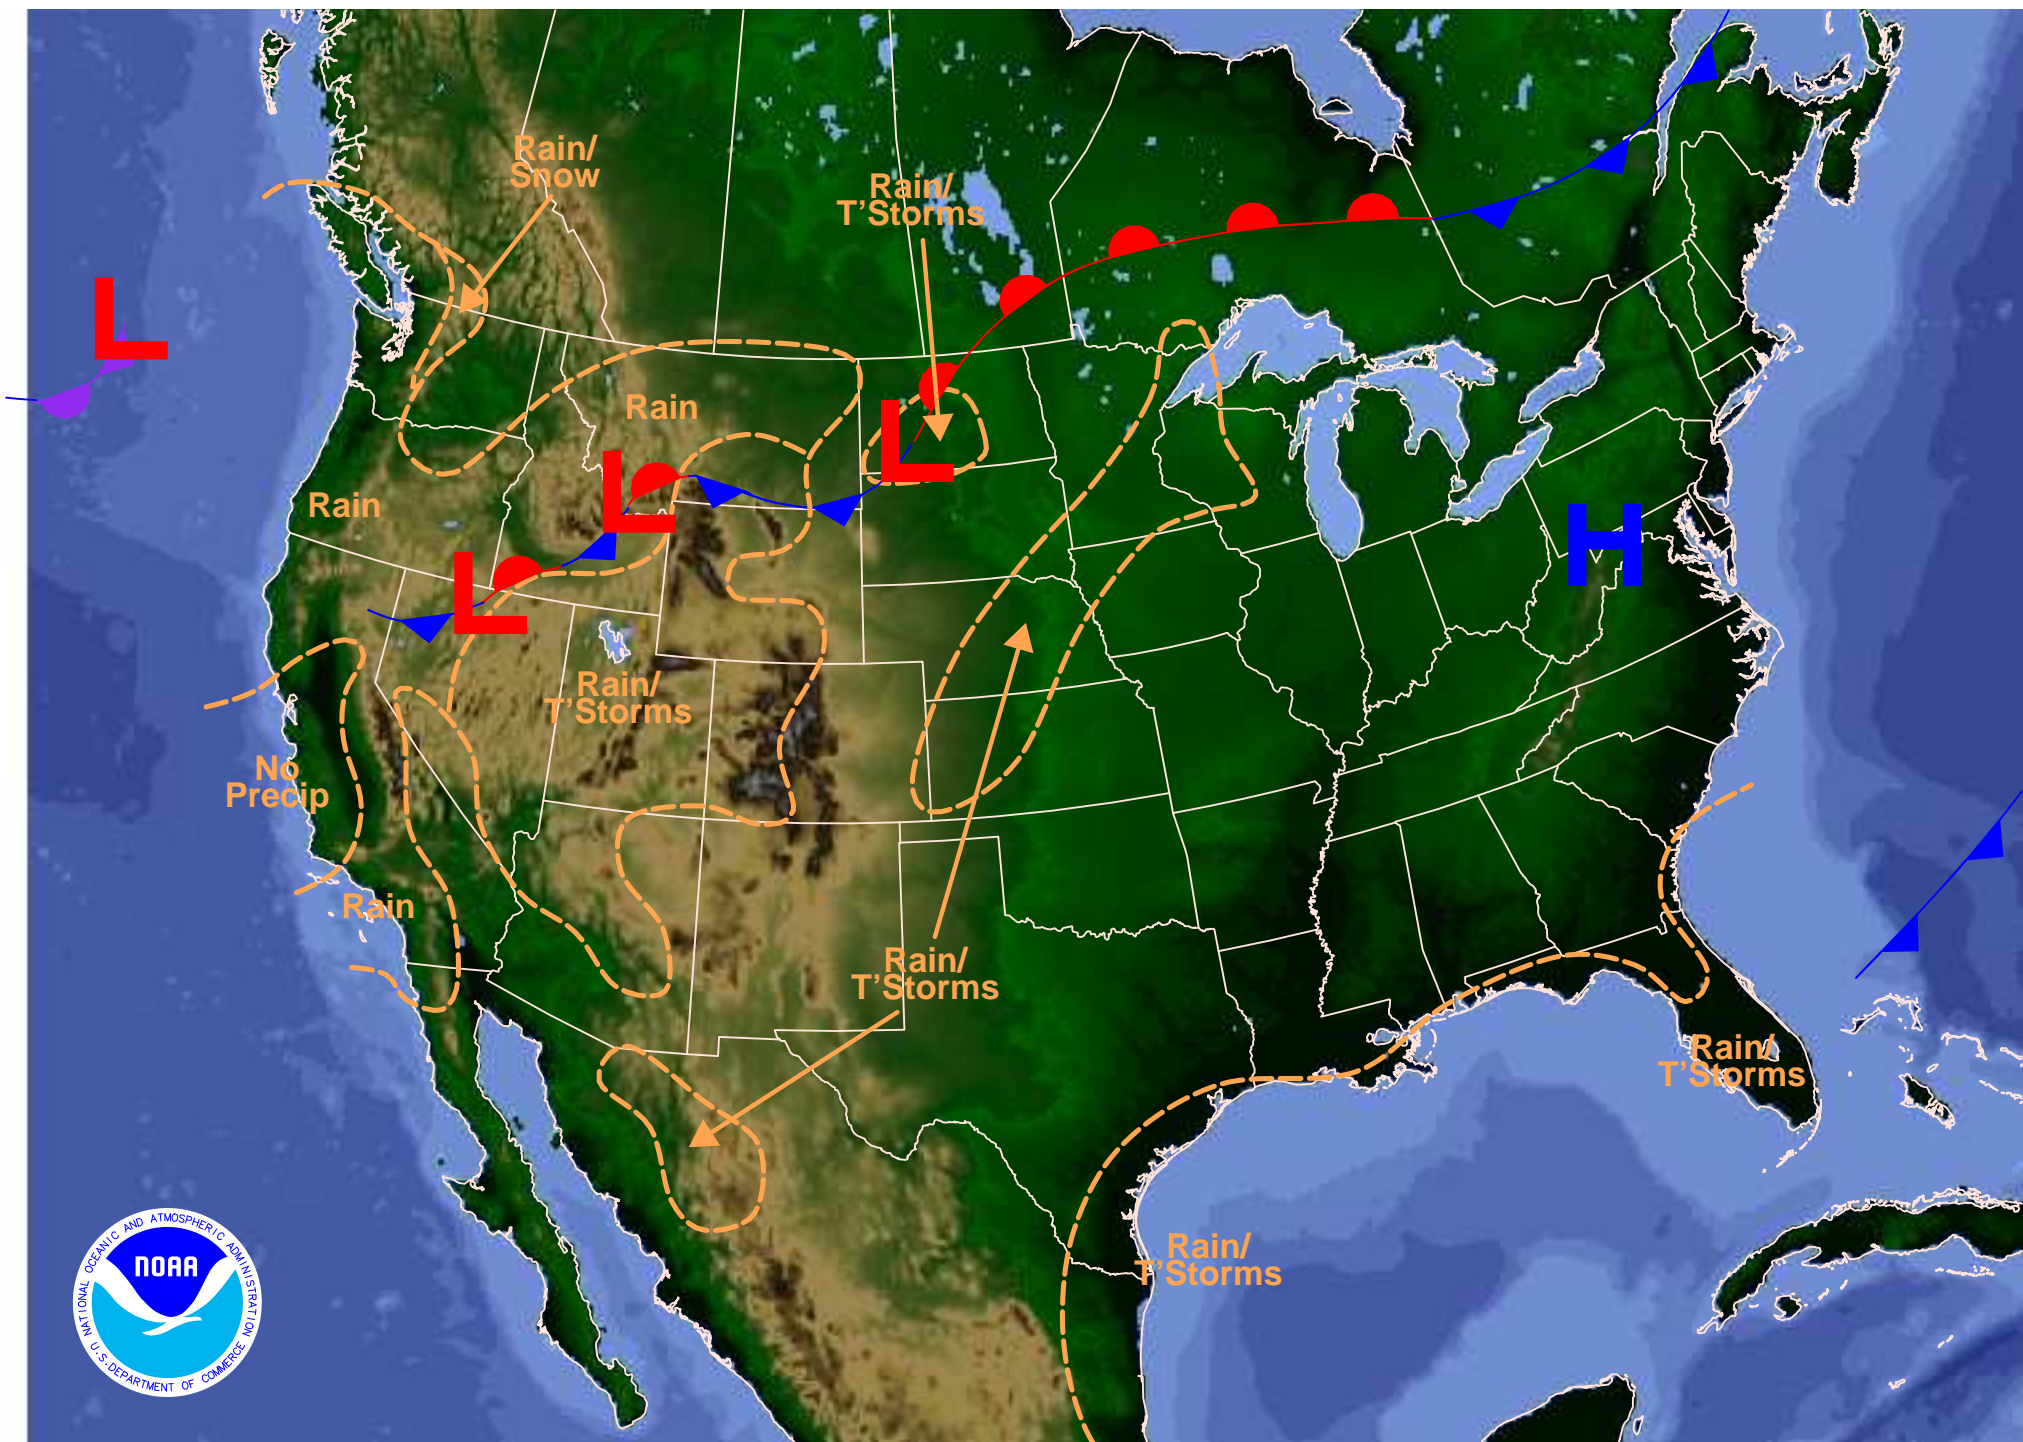 Rain/
Snow
Rain/
T'Storms
L
Rain
L
L
Rain
L
H
Rain/
T'Storms
No
Precip
Rain
Rain/
T'Storms
Rain/
T'Storms
Rain/
T'Storms
NATIONAL OCEANIC AND ATMOSPHERIC ADMINISTRATION
NOAA
U.S. DEPARTMENT OF COMMERCE